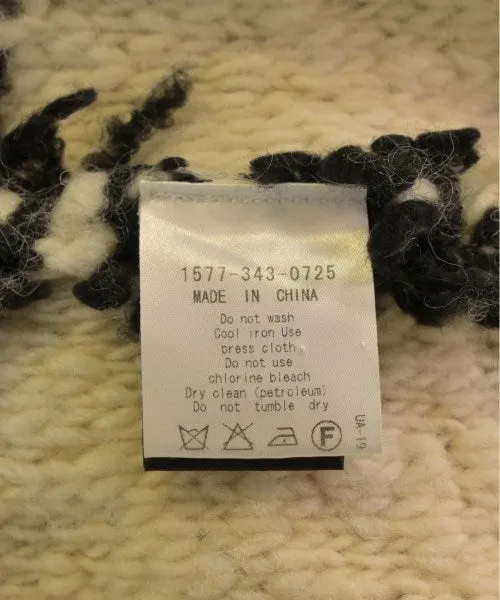 1577-343-0725
MADE IN CHINA
Do not wash
Cool iron Use
press cloth.
Do not use
chlorine bleach
Dry clean (petroleum)
Do not tumble dry
F
UA-19